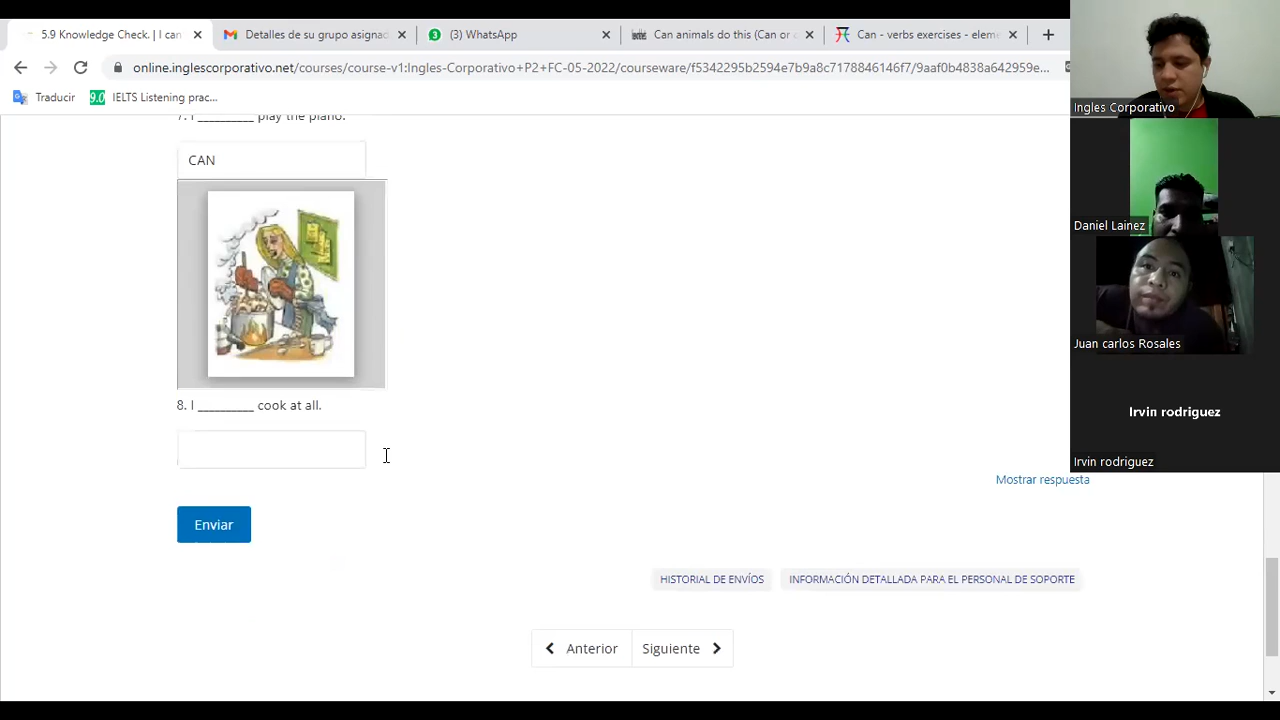 5.9 Knowledge Check. | I can
Detalles de su grupo asignad
(3) WhatsApp
Can animals do this (Can or c
Can - verbs exercises - eleme
online.inglescorporativo.net/courses/course-v1:Ingles-Corporativo+P2+FC-05-2022/courseware/f5342295b2594e7b9a8c7178846146f7/9aaf0b4838a642959e...
Traducir
9.0 IELTS Listening prac...
Ingles Corporativo
7. I __________ play the piano.
CAN
Daniel Lainez
Juan carlos Rosales
8. I __________ cook at all.
Irvin rodriguez
Irvin rodriguez
Mostrar respuesta
Enviar
HISTORIAL DE ENVÍOS
INFORMACIÓN DETALLADA PARA EL PERSONAL DE SOPORTE
Anterior
Siguiente